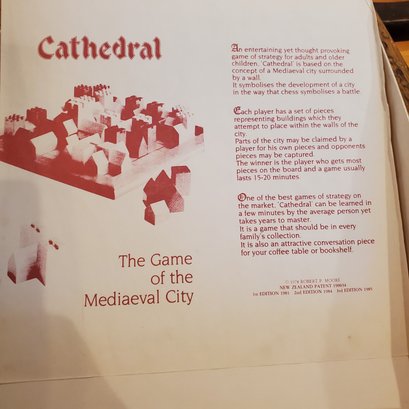 Cathedral
An entertaining yet thought provoking
game of strategy for adults and older
children, 'Cathedral' is based on the
concept of a Mediaeval city surrounded
by a wall.
It symbolises the development of a city
in the way that chess symbolises a battle.
Each player has a set of pieces
representing buildings which they
attempt to place within the walls of the
city.
Parts of the city may be claimed by a
player for his own pieces and opponents
pieces may be captured.
The winner is the player who gets most
pieces on the board and a game usually
lasts 15-20 minutes
One of the best games of strategy on
the market, 'Cathedral' can be learned in
a few minutes by the average person yet
takes years to master.
It is a game that should be in every
family's collection.
It is also an attractive conversation piece
for your coffee table or bookshelf.
The Game
of the
Mediaeval City
© 1978 ROBERT P. MOORE
NEW ZEALAND PATENT
1st EDITION 1981 2nd EDITION 1984 3rd EDITION 1985